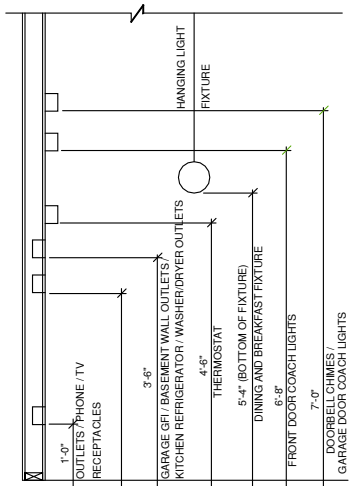 HANGING LIGHT
FIXTURE
1'-0"
OUTLETS / PHONE / TV
RECEPTACLES
3'-6"
GARAGE GFI / BASEMENT WALL OUTLETS /
KITCHEN REFRIGERATOR / WASHER/DRYER OUTLETS
4'-6"
THERMOSTAT
5'-4" (BOTTOM OF FIXTURE)
DINING AND BREAKFAST FIXTURE
6'-8"
FRONT DOOR COACH LIGHTS
7'-0"
DOORBELL CHIMES /
GARAGE DOOR COACH LIGHTS